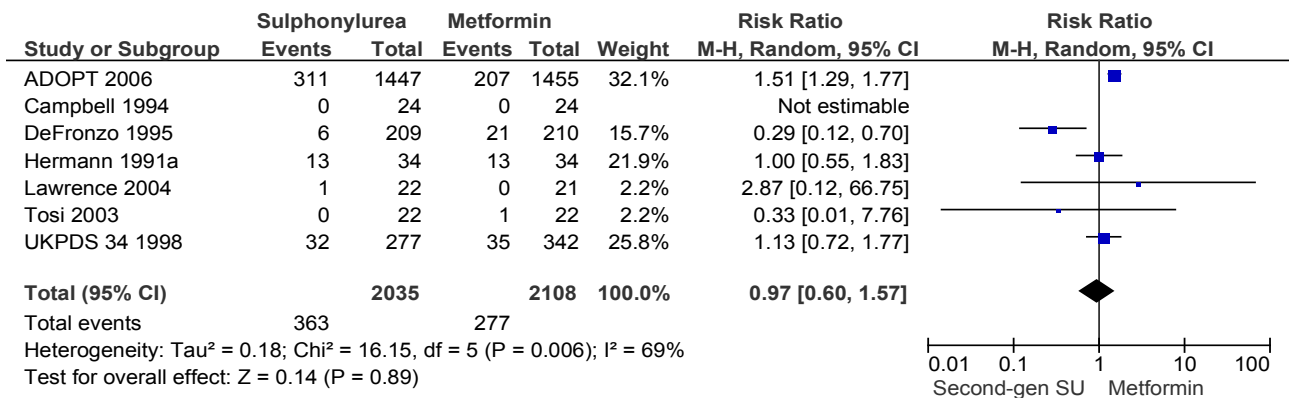 Sulphonylurea Metformin Risk Ratio Risk Ratio
Study or Subgroup Events Total Events Total Weight M-H, Random, 95% CI M-H, Random, 95% CI
ADOPT 2006 311 1447 207 1455 32.1% 1.51 [1.29, 1.77]
Campbell 1994 0 24 0 24 Not estimable
DeFronzo 1995 6 209 21 210 15.7% 0.29 [0.12, 0.70]
Hermann 1991a 13 34 13 34 21.9% 1.00 [0.55, 1.83]
Lawrence 2004 1 22 0 21 2.2% 2.87 [0.12, 66.75]
Tosi 2003 0 22 1 22 2.2% 0.33 [0.01, 7.76]
UKPDS 34 1998 32 277 35 342 25.8% 1.13 [0.72, 1.77]
Total (95% CI) 2035 2108 100.0% 0.97 [0.60, 1.57]
Total events 363 277
Heterogeneity: Tau² = 0.18; Chi² = 16.15, df = 5 (P = 0.006); I² = 69%
Test for overall effect: Z = 0.14 (P = 0.89)
0.01 0.1 1 10 100
Second-gen SU Metformin